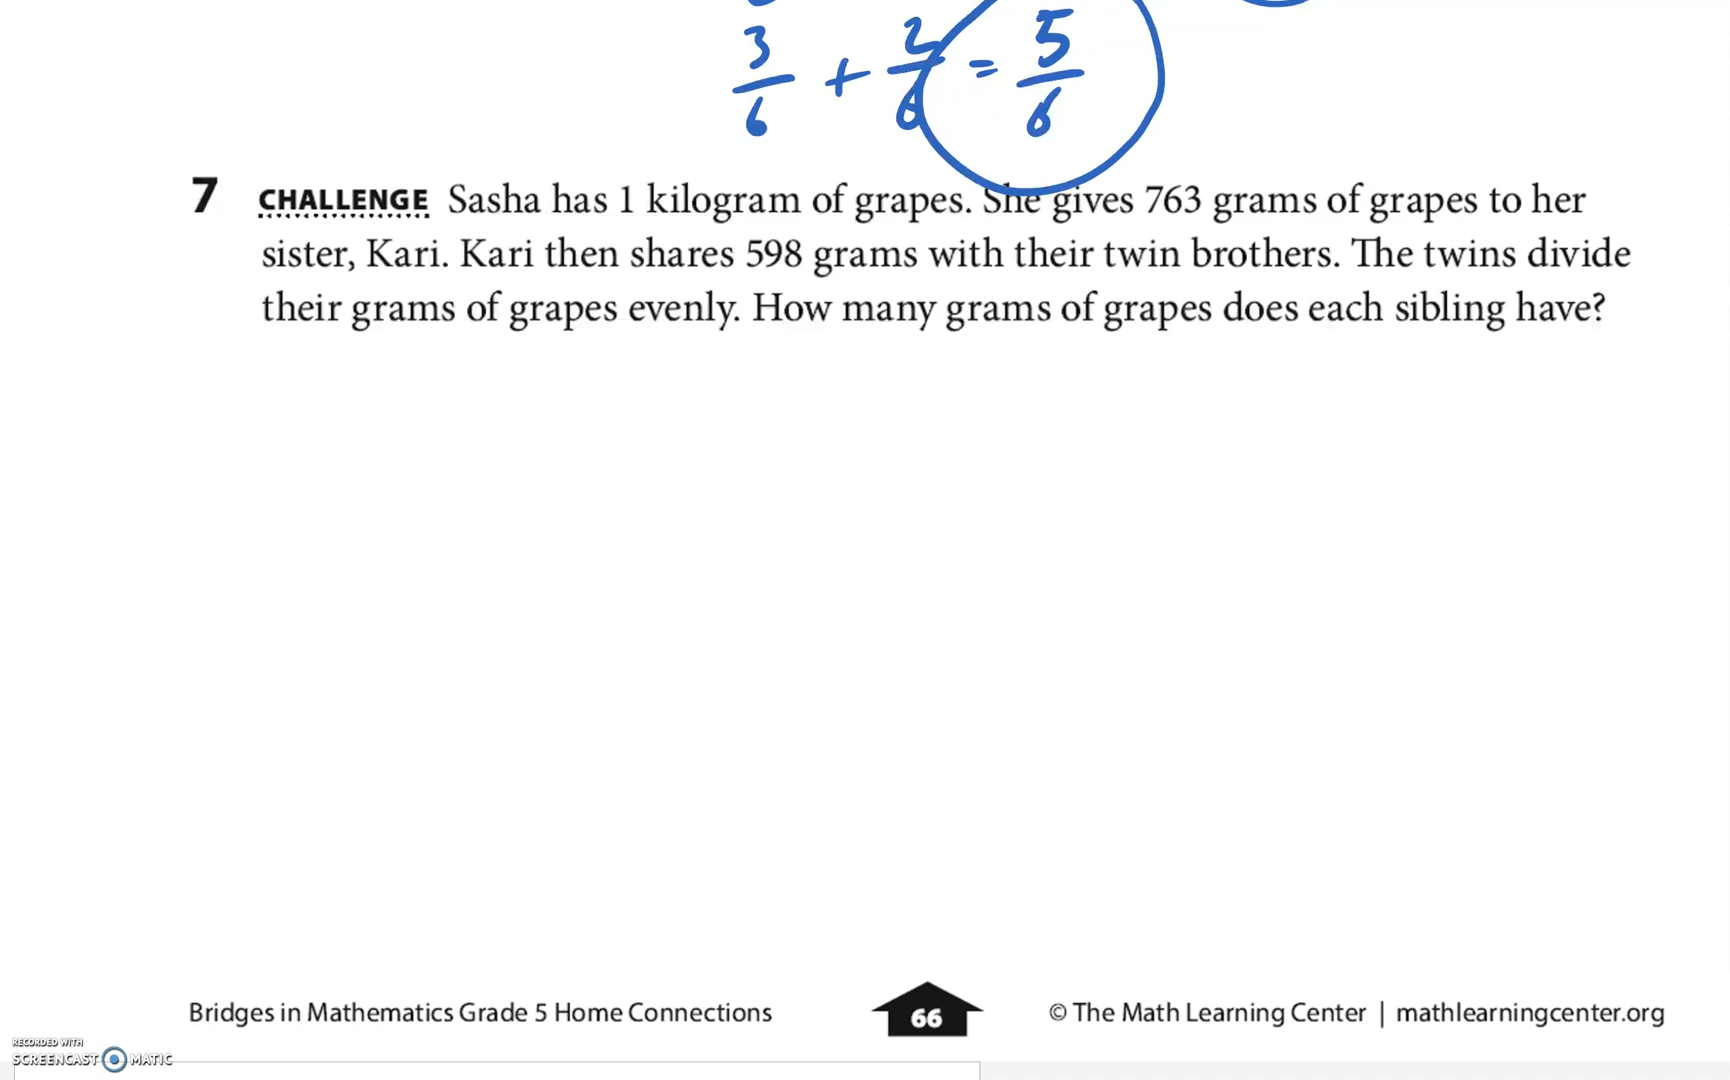 3/6 + 2/6 = 5/6
7 CHALLENGE Sasha has 1 kilogram of grapes. She gives 763 grams of grapes to her
sister, Kari. Kari then shares 598 grams with their twin brothers. The twins divide
their grams of grapes evenly. How many grams of grapes does each sibling have?
Bridges in Mathematics Grade 5 Home Connections 66 © The Math Learning Center | mathlearningcenter.org
RECORDED WITH
SCREENCAST MATIC